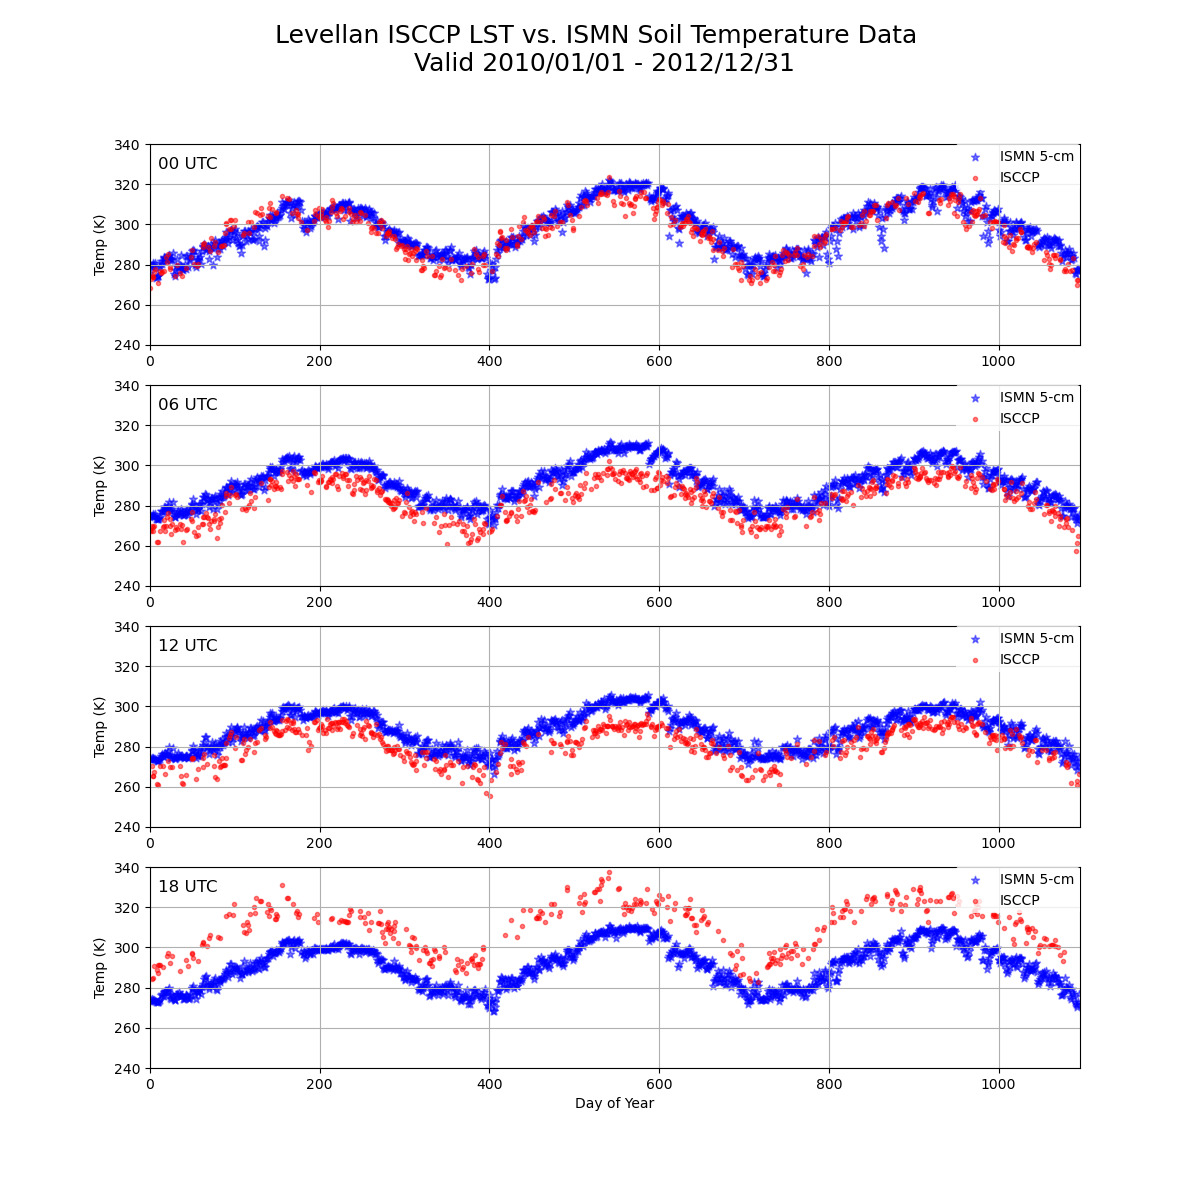 Levellan ISCCP LST vs. ISMN Soil Temperature Data
Valid 2010/01/01 - 2012/12/31
340
320
300
280
260
240
Temp (K)
00 UTC
ISMN 5-cm
ISCCP
0 200 400 600 800 1000
340
320
300
280
260
240
Temp (K)
06 UTC
ISMN 5-cm
ISCCP
0 200 400 600 800 1000
340
320
300
280
260
240
Temp (K)
12 UTC
ISMN 5-cm
ISCCP
0 200 400 600 800 1000
340
320
300
280
260
240
Temp (K)
18 UTC
ISMN 5-cm
ISCCP
0 200 400 600 800 1000
Day of Year